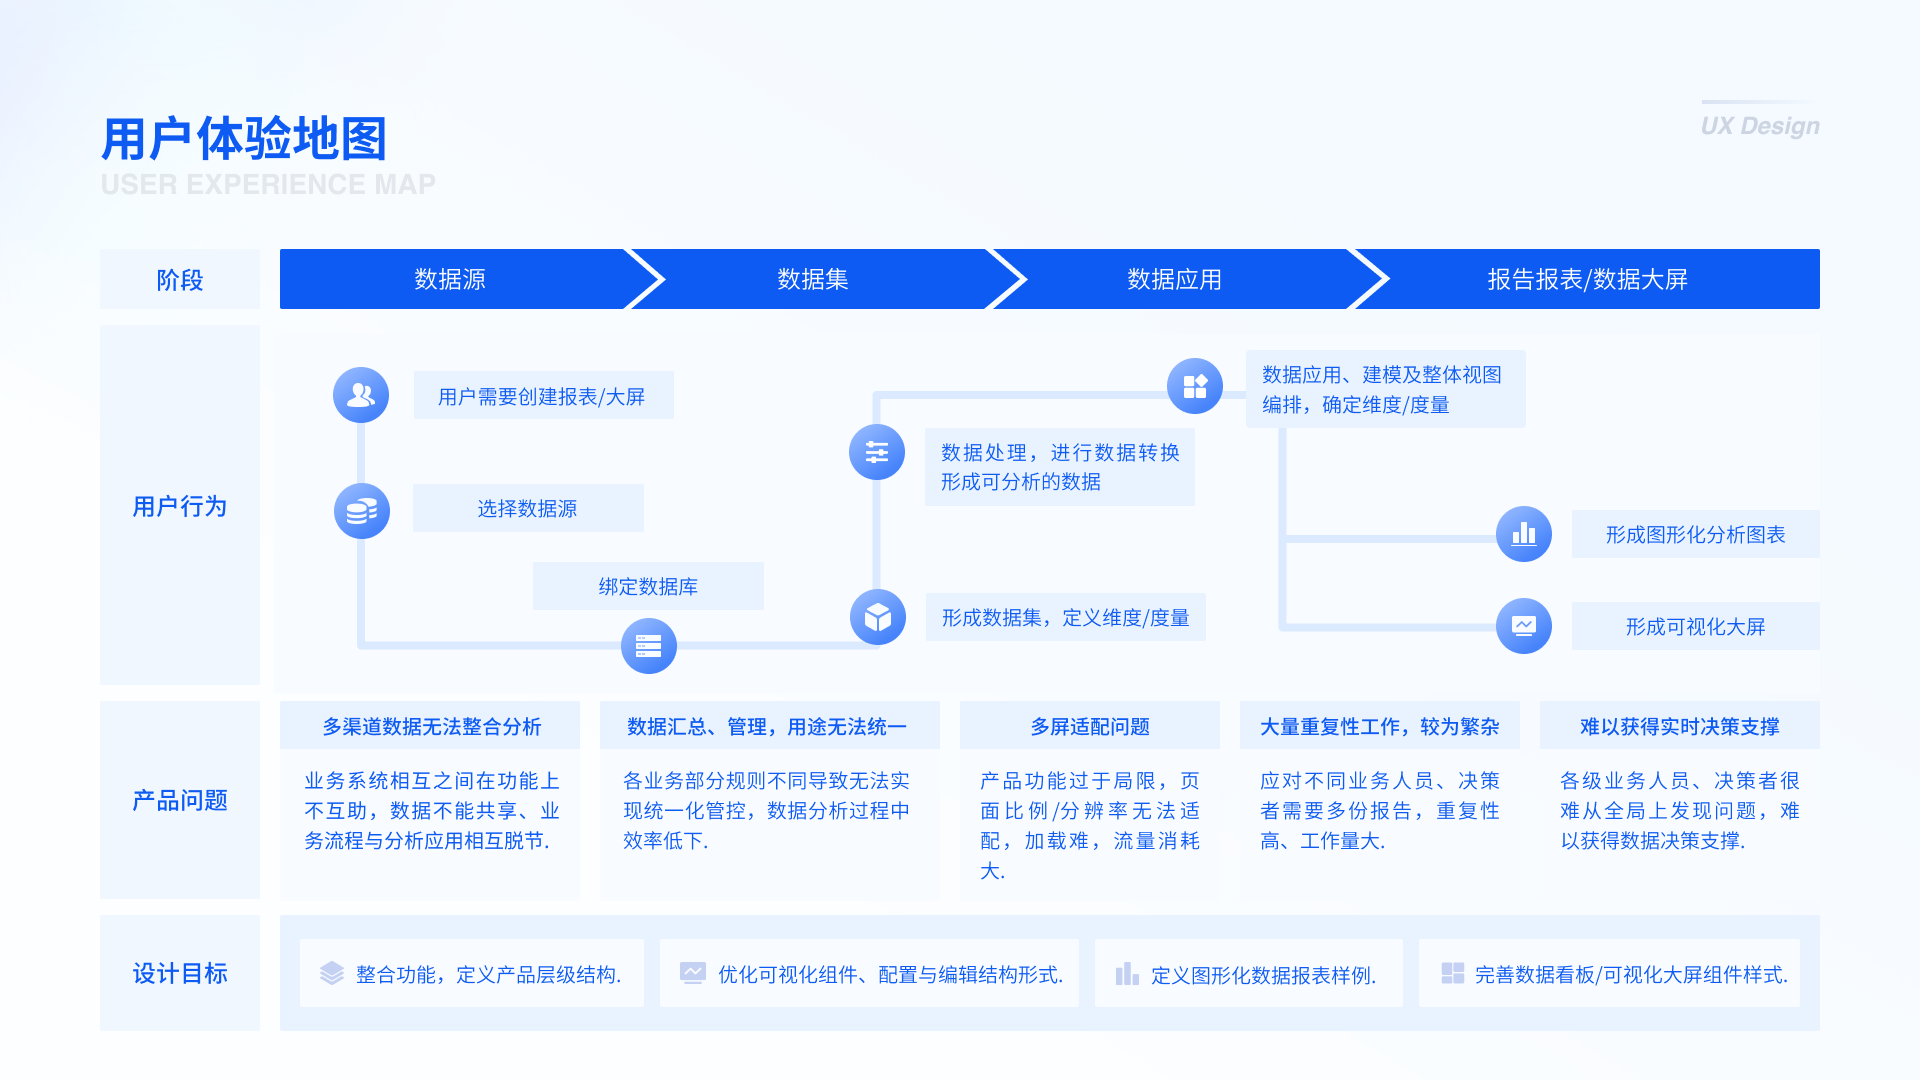 用户体验地图
USER EXPERIENCE MAP
UX Design
阶段
数据源
数据集
数据应用
报告报表/数据大屏
用户行为
用户需要创建报表/大屏
选择数据源
绑定数据库
数据处理，进行数据转换
形成可分析的数据
形成数据集，定义维度/度量
数据应用、建模及整体视图
编排，确定维度/度量
形成图形化分析图表
形成可视化大屏
产品问题
多渠道数据无法整合分析
业务系统相互之间在功能上
不互助，数据不能共享、业
务流程与分析应用相互脱节.
数据汇总、管理，用途无法统一
各业务部分规则不同导致无法实
现统一化管控，数据分析过程中
效率低下.
多屏适配问题
产品功能过于局限，页
面比例/分辨率无法适
配，加载难，流量消耗
大.
大量重复性工作，较为繁杂
应对不同业务人员、决策
者需要多份报告，重复性
高、工作量大.
难以获得实时决策支撑
各级业务人员、决策者很
难从全局上发现问题，难
以获得数据决策支撑.
设计目标
整合功能，定义产品层级结构.
优化可视化组件、配置与编辑结构形式.
定义图形化数据报表样例.
完善数据看板/可视化大屏组件样式.